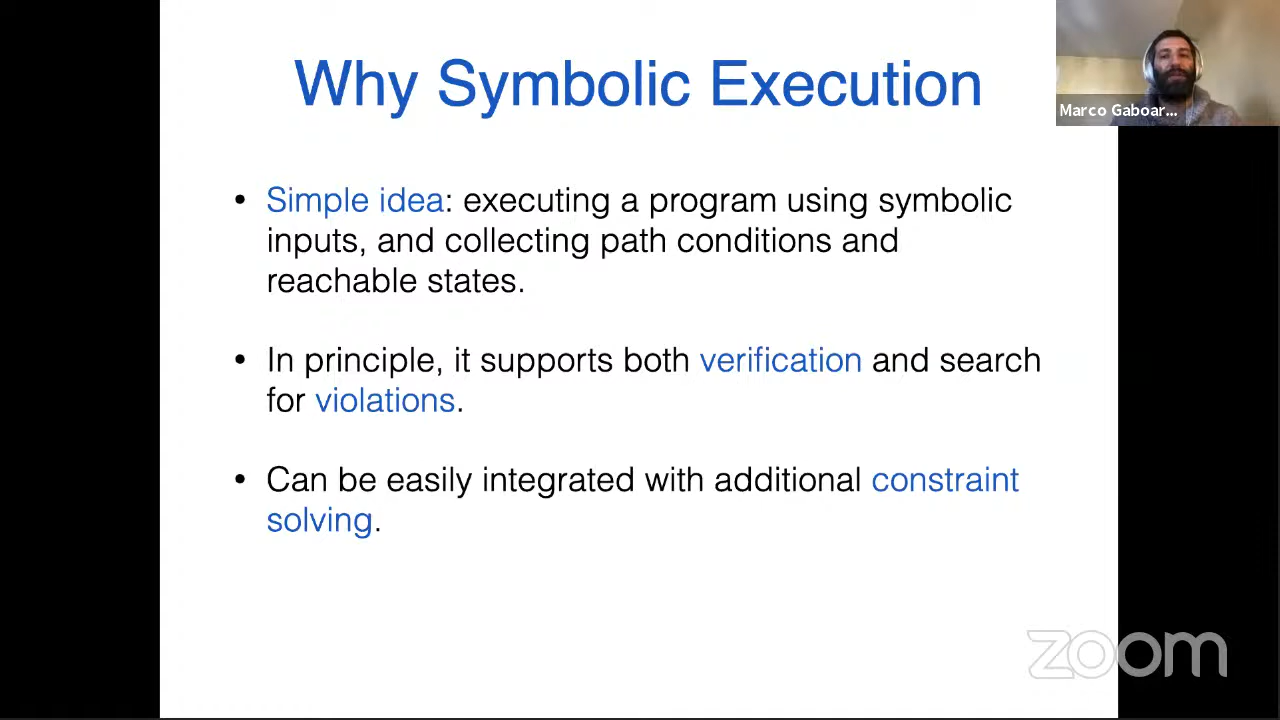 Why Symbolic Execution
Marco Gaboar...
• Simple idea: executing a program using symbolic
inputs, and collecting path conditions and
reachable states.
• In principle, it supports both verification and search
for violations.
• Can be easily integrated with additional constraint
solving.
zoom